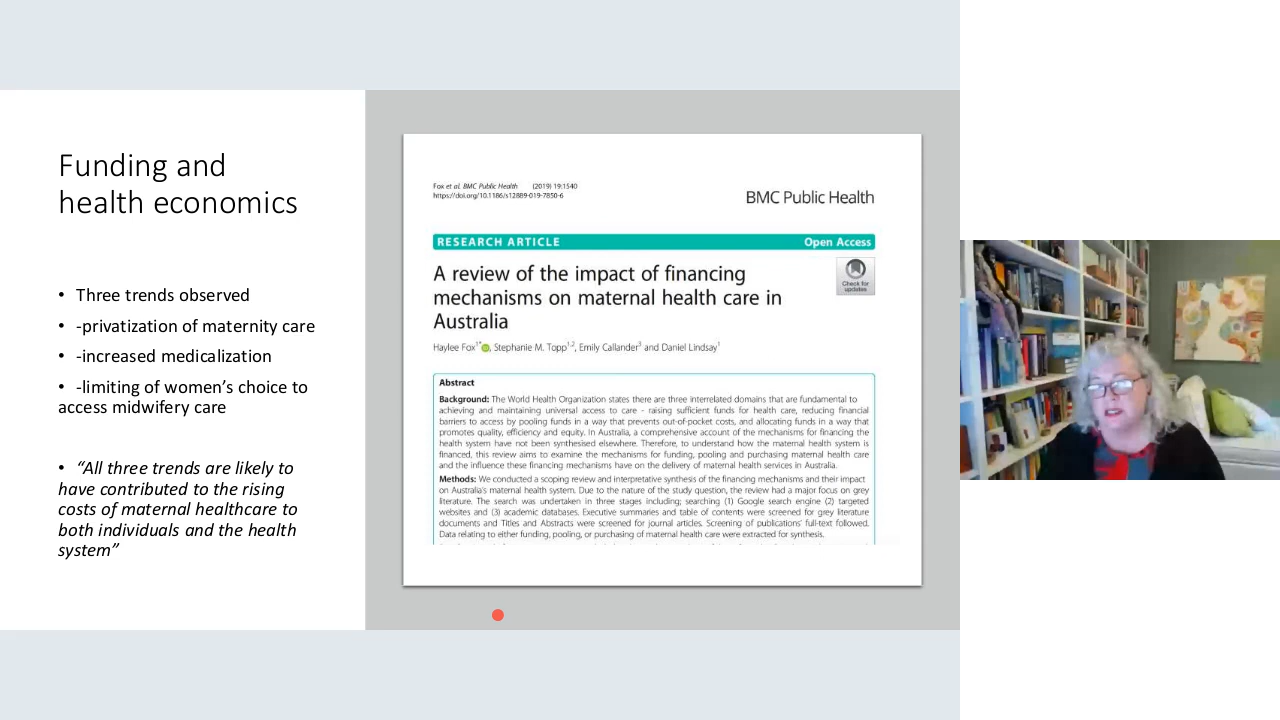 Funding and
health economics
• Three trends observed
• -privatization of maternity care
• -increased medicalization
• -limiting of women’s choice to
access midwifery care
• “All three trends are likely to
have contributed to the rising
costs of maternal healthcare to
both individuals and the health
system”
Fox et al. BMC Public Health (2019) 19:1540
https://doi.org/10.1186/s12889-019-7850-6
BMC Public Health
RESEARCH ARTICLE Open Access
A review of the impact of financing
mechanisms on maternal health care in
Australia
Check for
updates
Haylee Fox1*, Stephanie M. Topp1,2, Emily Callander3 and Daniel Lindsay1
Abstract
Background: The World Health Organization states there are three interrelated domains that are fundamental to
achieving and maintaining universal access to care - raising sufficient funds for health care, reducing financial
barriers to access by pooling funds in a way that prevents out-of-pocket costs, and allocating funds in a way that
promotes quality, efficiency and equity. In Australia, a comprehensive account of the mechanisms for financing the
health system have not been synthesised elsewhere. Therefore, to understand how the maternal health system is
financed, this review aims to examine the mechanisms for funding, pooling and purchasing maternal health care
and the influence these financing mechanisms have on the delivery of maternal health services in Australia.
Methods: We conducted a scoping review and interpretative synthesis of the financing mechanisms and their impact
on Australia's maternal health system. Due to the nature of the study question, the review had a major focus on grey
literature. The search was undertaken in three stages including; searching (1) Google search engine (2) targeted
websites and (3) academic databases. Executive summaries and table of contents were screened for grey literature
documents and Titles and Abstracts were screened for journal articles. Screening of publications' full-text followed.
Data relating to either funding, pooling, or purchasing of maternal health care were extracted for synthesis.